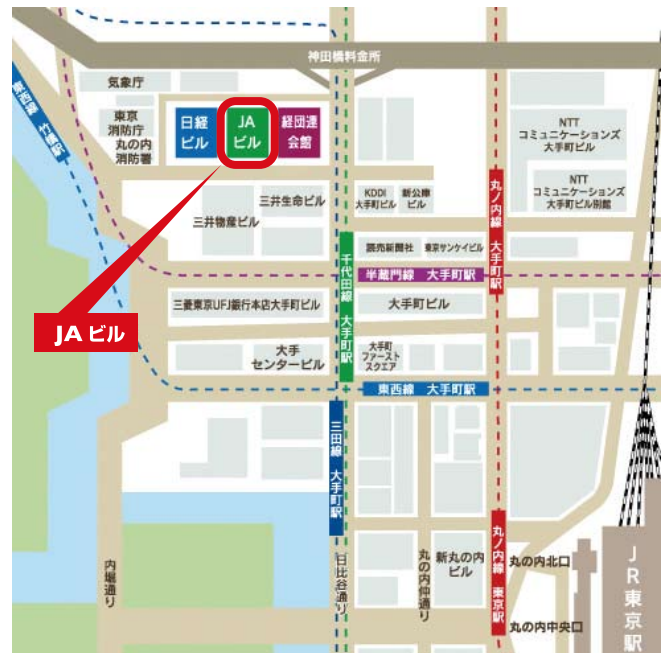 神田橋料金所
気象庁
東京
消防庁
丸の内
消防署
日経
ビル
JA
ビル
経団連
会館
NTT
コミュニケーションズ
大手町ビル
NTT
コミュニケーションズ
大手町ビル別館
東西線 竹橋駅
三井生命ビル
三井物産ビル
KDDI
大手町ビル
新公庫
ビル
丸ノ内線 大手町駅
読売新聞社
東京サンケイビル
千代田線 大手町駅
半蔵門線 大手町駅
三菱東京UFJ銀行本店大手町ビル
大手町ビル
JA ビル
大手
センタービル
大手町
ファースト
スクエア
東西線 大手町駅
三田線 大手町駅
内堀通り
日比谷通り
丸の内仲通り
新丸の内
ビル
丸ノ内線 東京駅
丸の内北口
丸の内中央口
JR東京駅